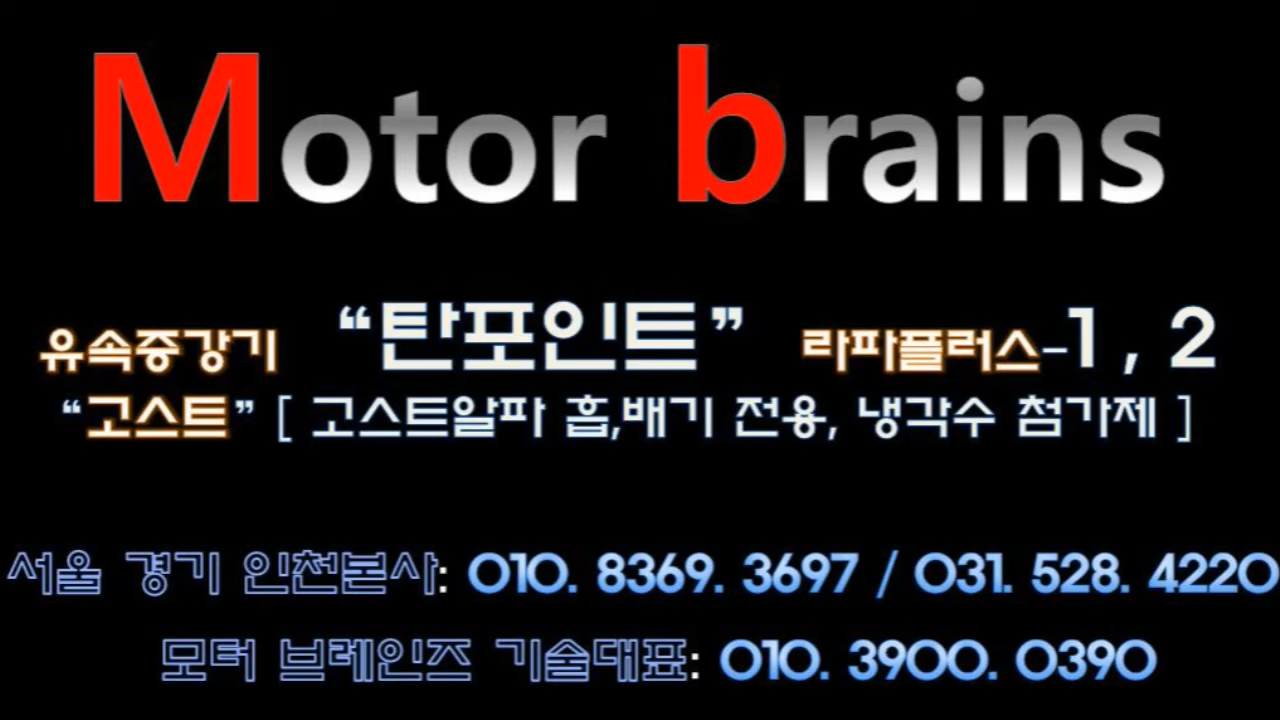 Motor brains
유속증강기 “탄포인트” 라파플러스-1, 2
“고스트” [ 고스트알파 흡,배기 전용, 냉각수 첨가제 ]
서울 경기 인천본사: 010. 8369. 3697 / 031. 528. 4220
모터 브레인즈 기술대표: 010. 3900. 0390